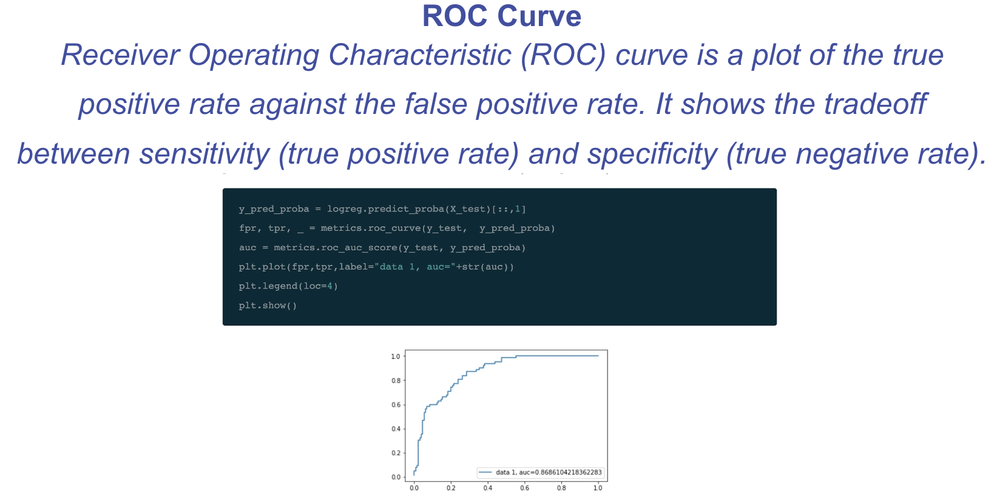 ROC Curve
Receiver Operating Characteristic (ROC) curve is a plot of the true
positive rate against the false positive rate. It shows the tradeoff
between sensitivity (true positive rate) and specificity (true negative rate).
y_pred_proba = logreg.predict_proba(X_test)[::,1]
fpr, tpr, _ = metrics.roc_curve(y_test,  y_pred_proba)
auc = metrics.roc_auc_score(y_test, y_pred_proba)
plt.plot(fpr,tpr,label="data 1, auc="+str(auc))
plt.legend(loc=4)
plt.show()
1.0
0.8
0.6
0.4
0.2
0.0
data 1, auc=0.8686104218362283
0.0 0.2 0.4 0.6 0.8 1.0